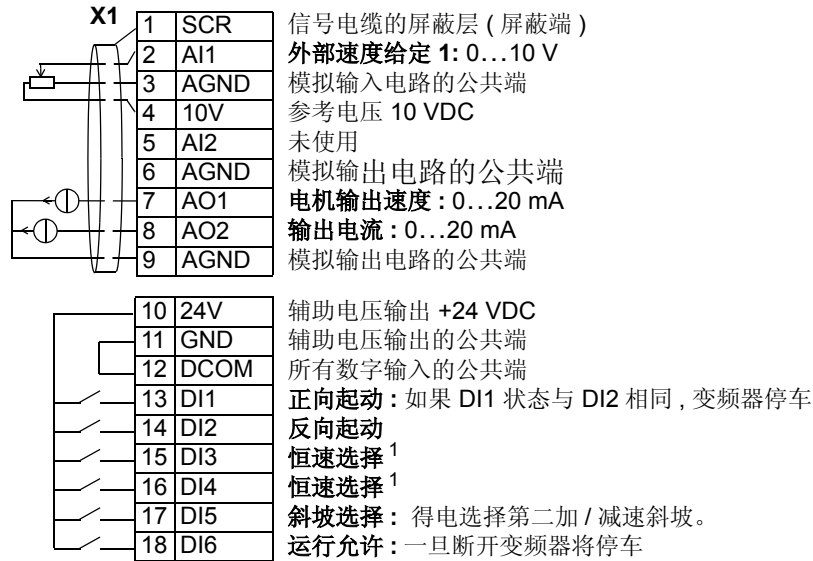 X1
1 SCR 信号电缆的屏蔽层 ( 屏蔽端 )
2 AI1 外部速度给定 1: 0…10 V
3 AGND 模拟输入电路的公共端
4 10V 参考电压 10 VDC
5 AI2 未使用
6 AGND 模拟输出电路的公共端
7 AO1 电机输出速度 : 0…20 mA
8 AO2 输出电流 : 0…20 mA
9 AGND 模拟输出电路的公共端
10 24V 辅助电压输出 +24 VDC
11 GND 辅助电压输出的公共端
12 DCOM 所有数字输入的公共端
13 DI1 正向起动 : 如果 DI1 状态与 DI2 相同 , 变频器停车
14 DI2 反向起动
15 DI3 恒速选择 1
16 DI4 恒速选择 1
17 DI5 斜坡选择 : 得电选择第二加 / 减速斜坡。
18 DI6 运行允许 : 一旦断开变频器将停车